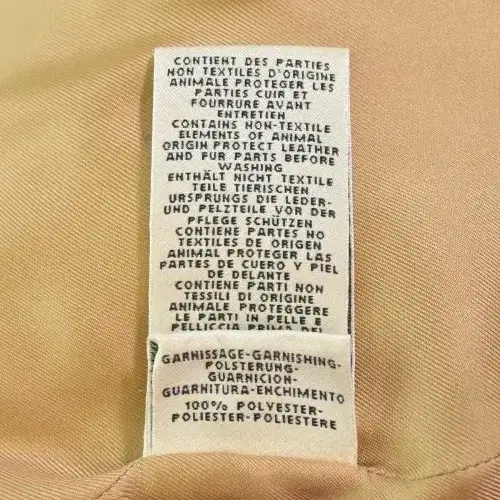 CONTIENT DES PARTIES
NON TEXTILES D'ORIGINE
ANIMALE PROTEGER LES
PARTIES CUIR ET
FOURRURE AVANT
ENTRETIEN
CONTAINS NON-TEXTILE
ELEMENTS OF ANIMAL
ORIGIN PROTECT LEATHER
AND FUR PARTS BEFORE
WASHING
ENTHÄLT NICHT TEXTILE
TEILE TIERISCHEN
URSPRUNGS DIE LEDER-
UND PELZTEILE VOR DER
PFLEGE SCHÜTZEN
CONTIENE PARTES NO
TEXTILES DE ORIGEN
ANIMAL PROTEGER LAS
PARTES DE CUERO Y PIEL
DE DELANTE
CONTIENE PARTI NON
TESSILI DI ORIGINE
ANIMALE PROTEGGERE
LE PARTI IN PELLE E
PELLICCIA PRIMA DEL
GARNISSAGE-GARNISHING-
POLSTERUNG-
GUARNICION-
GUARNITURA-ENCHIMENTO
100% POLYESTER-
POLIESTER-POLIESTERE